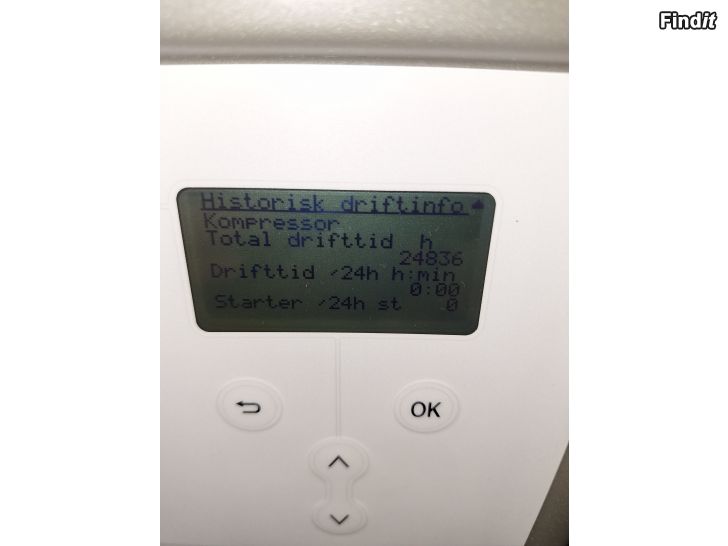 Findit
Historisk driftinfo
Kompressor
Total drifttid h
24836
Drifttid /24h h:min
0:00
Starter /24h st 0
OK